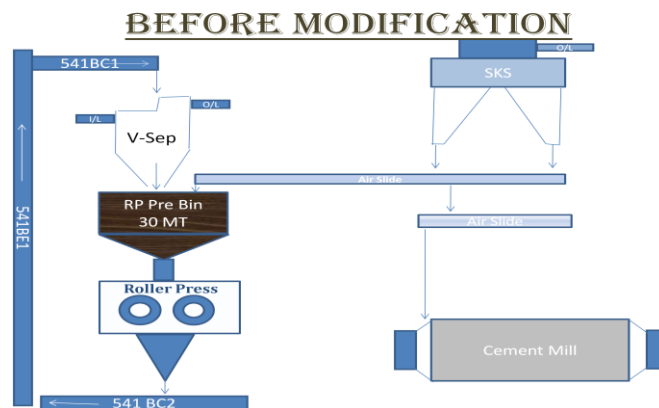 BEFORE MODIFICATION
541BC1
O/L
SKS
O/L
I/L
V-Sep
Air Slide
RP Pre Bin
30 MT
Air Slide
541BE1
Roller Press
Cement Mill
541 BC2